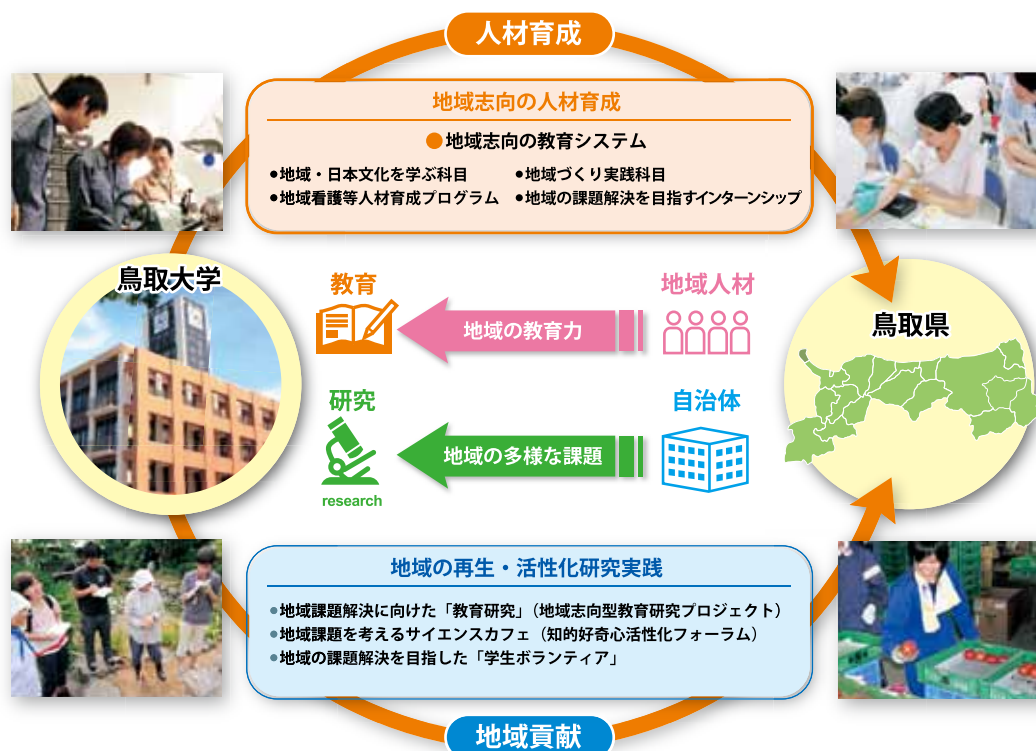 人材育成
地域志向の人材育成
●地域志向の教育システム
●地域・日本文化を学ぶ科目
●地域づくり実践科目
●地域看護等人材育成プログラム
●地域の課題解決を目指すインターンシップ
鳥取大学
教育
地域の教育力
地域人材
鳥取県
研究
research
地域の多様な課題
自治体
地域の再生・活性化研究実践
●地域課題解決に向けた「教育研究」（地域志向型教育研究プロジェクト）
●地域課題を考えるサイエンスカフェ（知的好奇心活性化フォーラム）
●地域の課題解決を目指した「学生ボランティア」
地域貢献